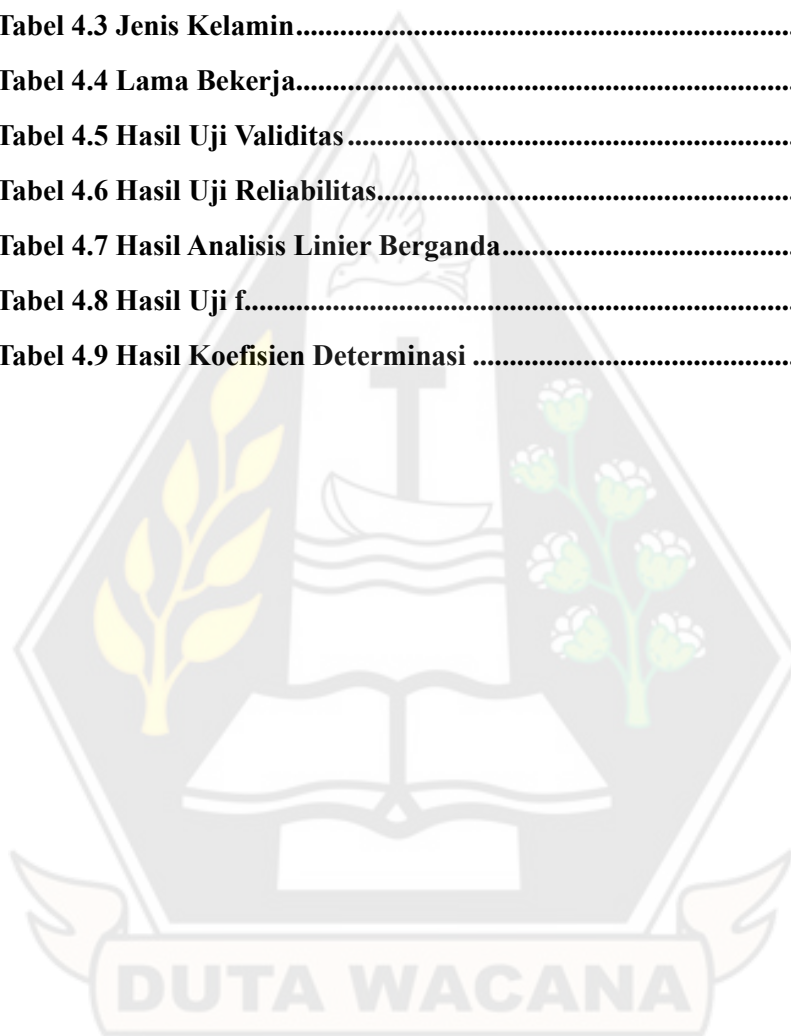 Tabel 4.3 Jenis Kelamin....................................................................
Tabel 4.4 Lama Bekerja....................................................................
Tabel 4.5 Hasil Uji Validitas.............................................................
Tabel 4.6 Hasil Uji Reliabilitas.........................................................
Tabel 4.7 Hasil Analisis Linier Berganda........................................
Tabel 4.8 Hasil Uji f...........................................................................
Tabel 4.9 Hasil Koefisien Determinasi ............................................
DUTA WACANA